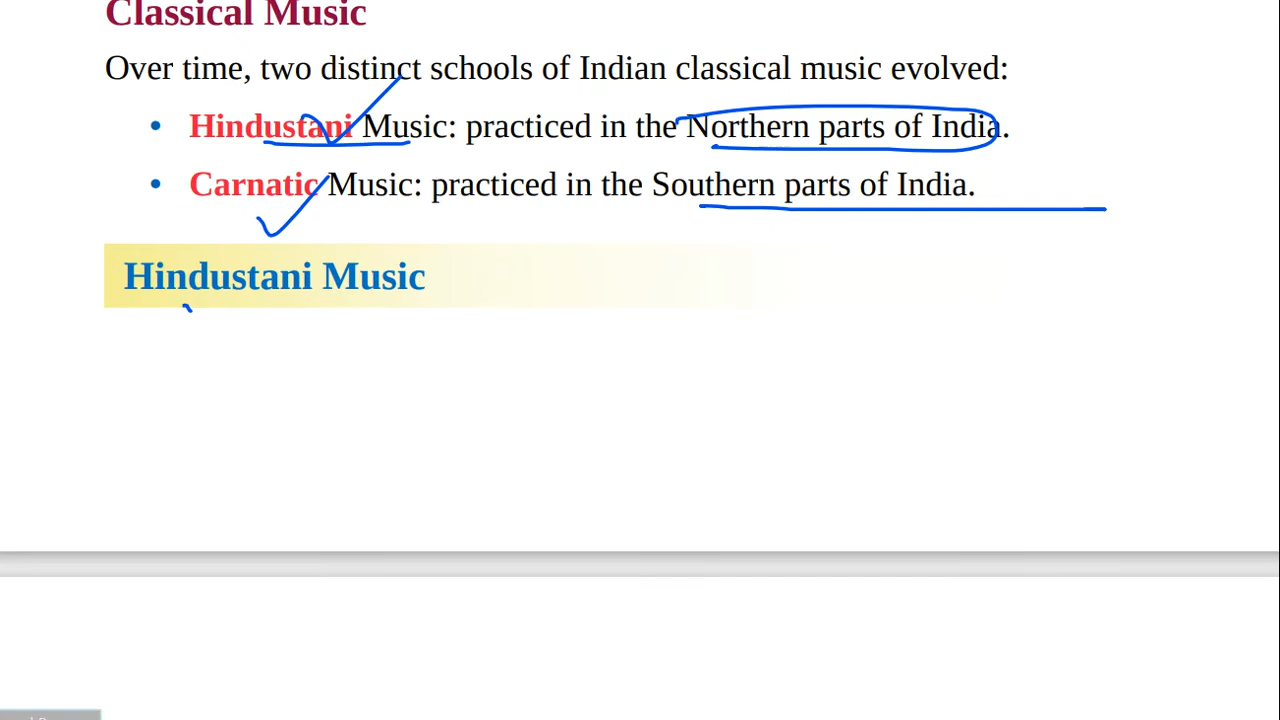 Classical Music
Over time, two distinct schools of Indian classical music evolved:
• Hindustani Music: practiced in the Northern parts of India.
• Carnatic Music: practiced in the Southern parts of India.
Hindustani Music